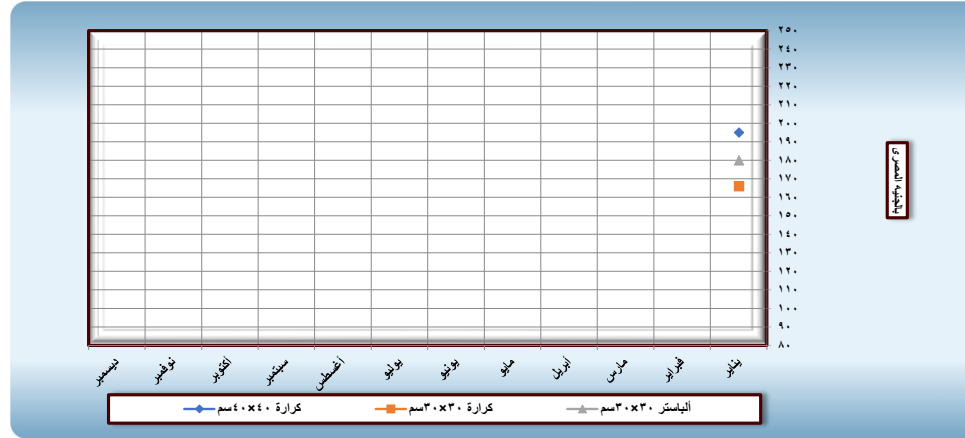 ٢٥٠
٢٤٠
٢٣٠
٢٢٠
٢١٠
٢٠٠
١٩٠
١٨٠
١٧٠
١٦٠
١٥٠
١٤٠
١٣٠
١٢٠
١١٠
١٠٠
٩٠
٨٠
بالجنيه المصرى
يناير
فبراير
مارس
أبريل
مايو
يونيو
يوليو
أغسطس
سبتمبر
أكتوبر
نوفمبر
ديسمبر
ألباستر ٣٠×٣٠سم
كرارة ٣٠×٣٠سم
كرارة ٤٠×٤٠سم